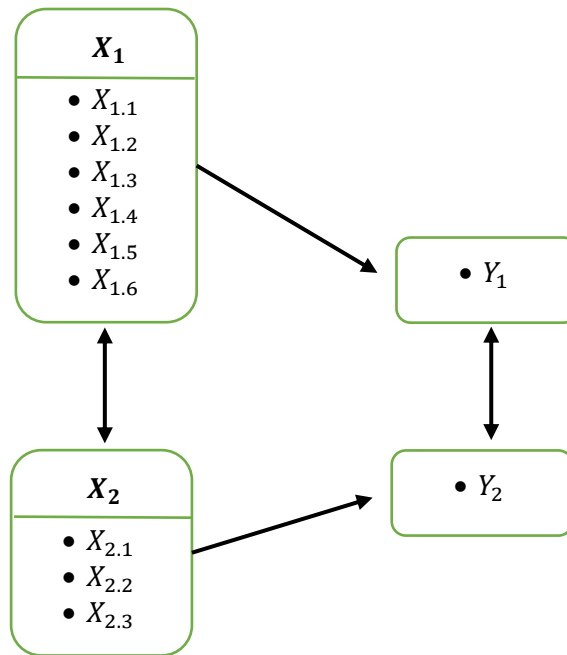 X₁
• X₁.₁
• X₁.₂
• X₁.₃
• X₁.₄
• X₁.₅
• X₁.₆
• Y₁
X₂
• X₂.₁
• X₂.₂
• X₂.₃
• Y₂